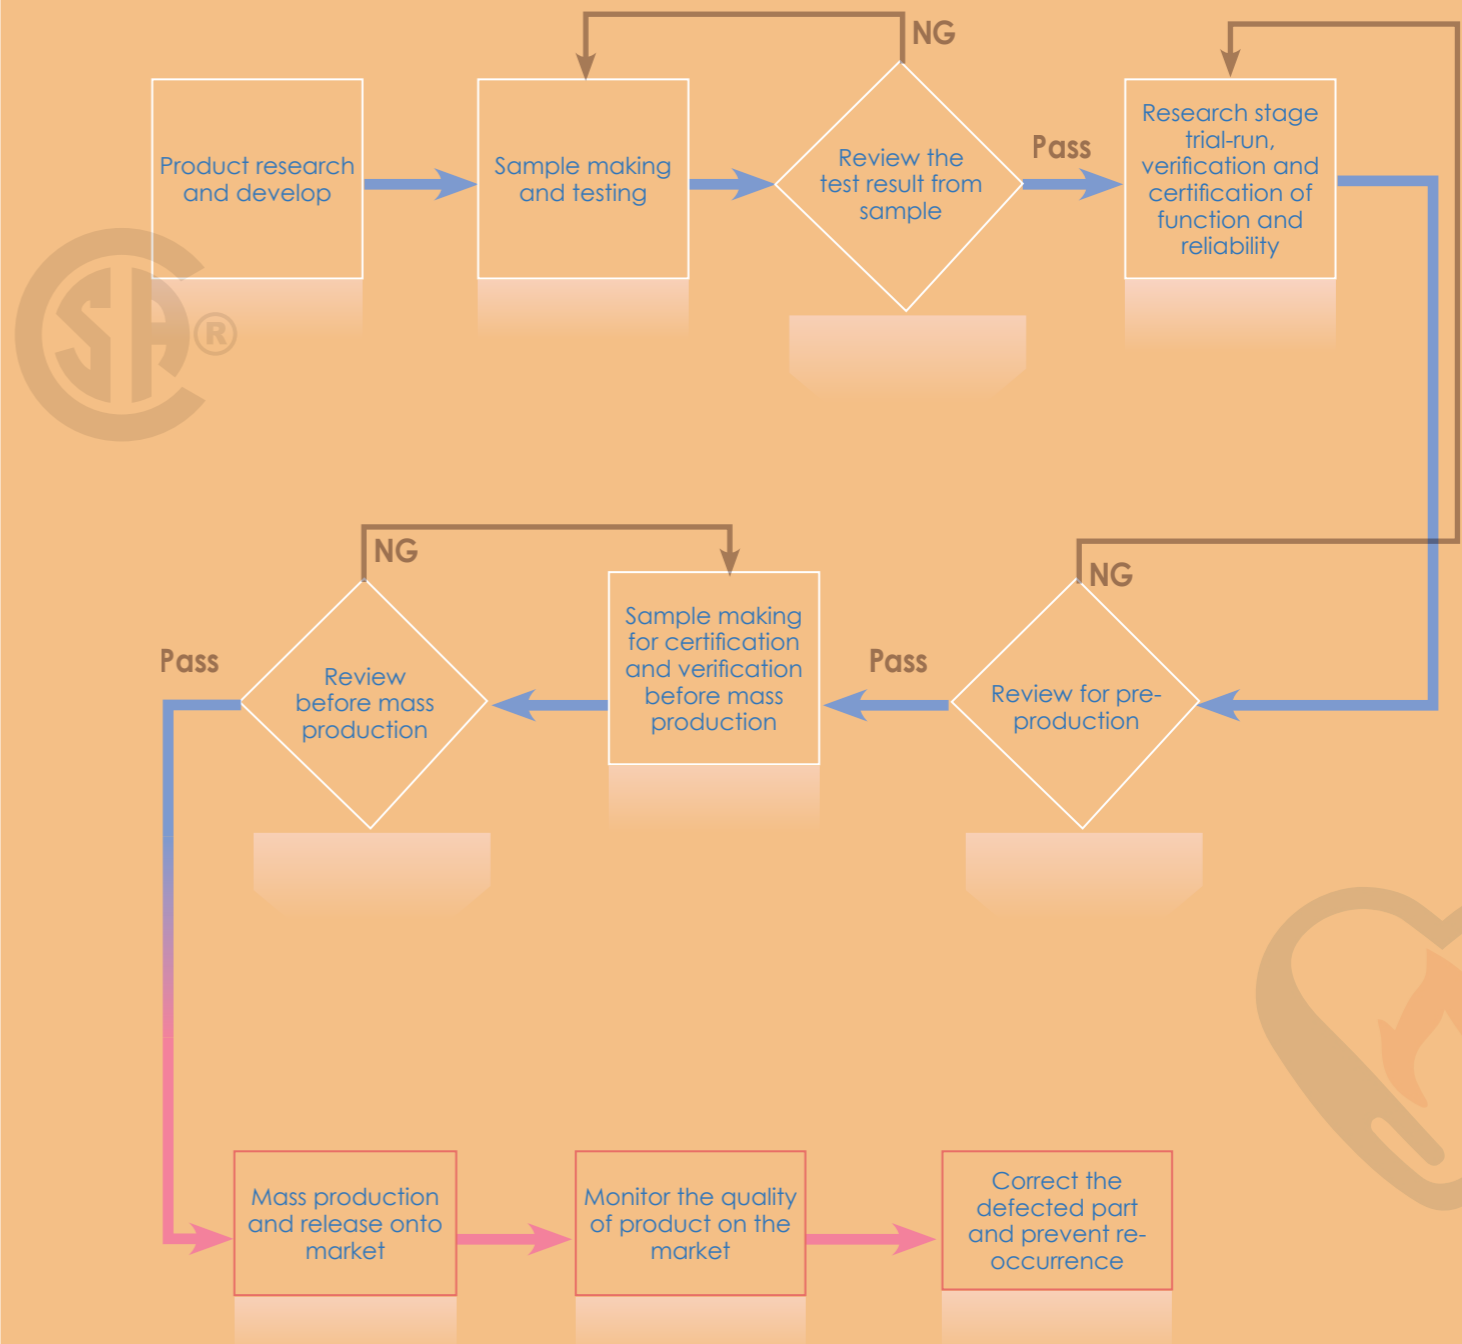 NG
Product research
and develop
Sample making
and testing
Review the
test result from
sample
Pass
Research stage
trial-run,
verification and
certification of
function and
reliability
CSA®
NG
NG
Pass
Review
before mass
production
Sample making
for certification
and verification
before mass
production
Pass
Review for pre-
production
Mass production
and release onto
market
Monitor the quality
of product on the
market
Correct the
defected part
and prevent re-
occurrence